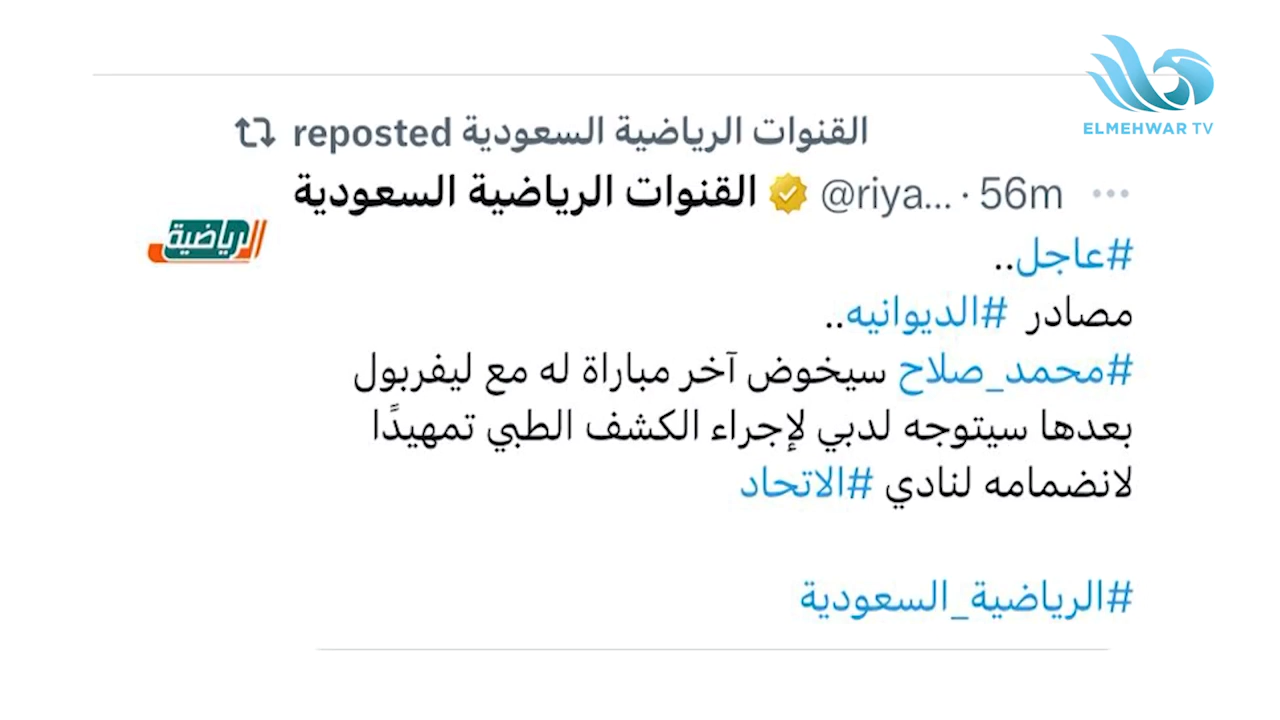 ELMEHWAR TV
القنوات الرياضية السعودية reposted
القنوات الرياضية السعودية @riya... · 56m
الرياضية
#عاجل..
مصادر #الديوانيه..
#محمد_صلاح سيخوض آخر مباراة له مع ليفربول
بعدها سيتوجه لدبي لإجراء الكشف الطبي تمهيدًا
لانضمامه لنادي #الاتحاد
#الرياضية_السعودية